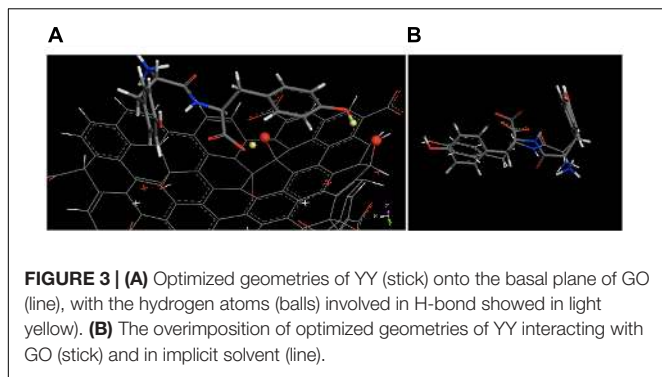 A
B
FIGURE 3 | (A) Optimized geometries of YY (stick) onto the basal plane of GO
(line), with the hydrogen atoms (balls) involved in H-bond showed in light
yellow). (B) The overimposition of optimized geometries of YY interacting with
GO (stick) and in implicit solvent (line).